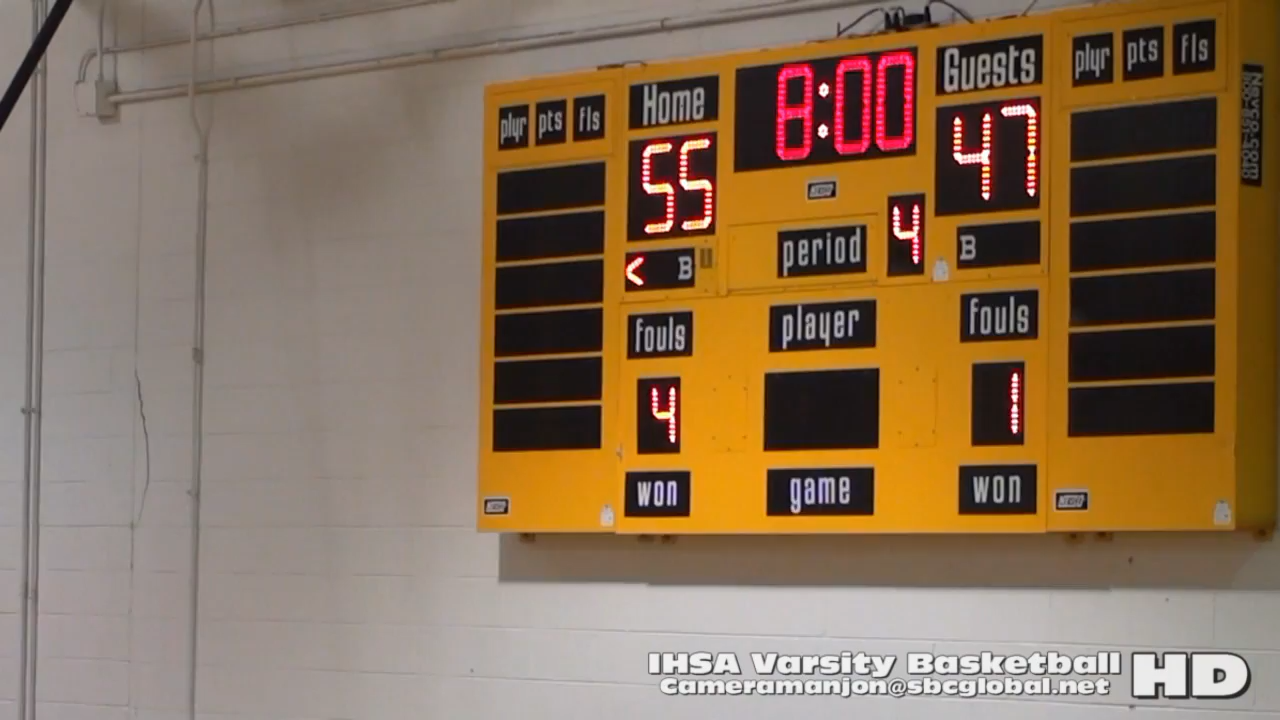 plyr pts fls
Home
8:00
Guests
plyr pts fls
55
47
< B
period
4
B
fouls
player
fouls
4
1
won
game
won
IHSA Varsity Basketball HD
cameramanjon@sbcglobal.net